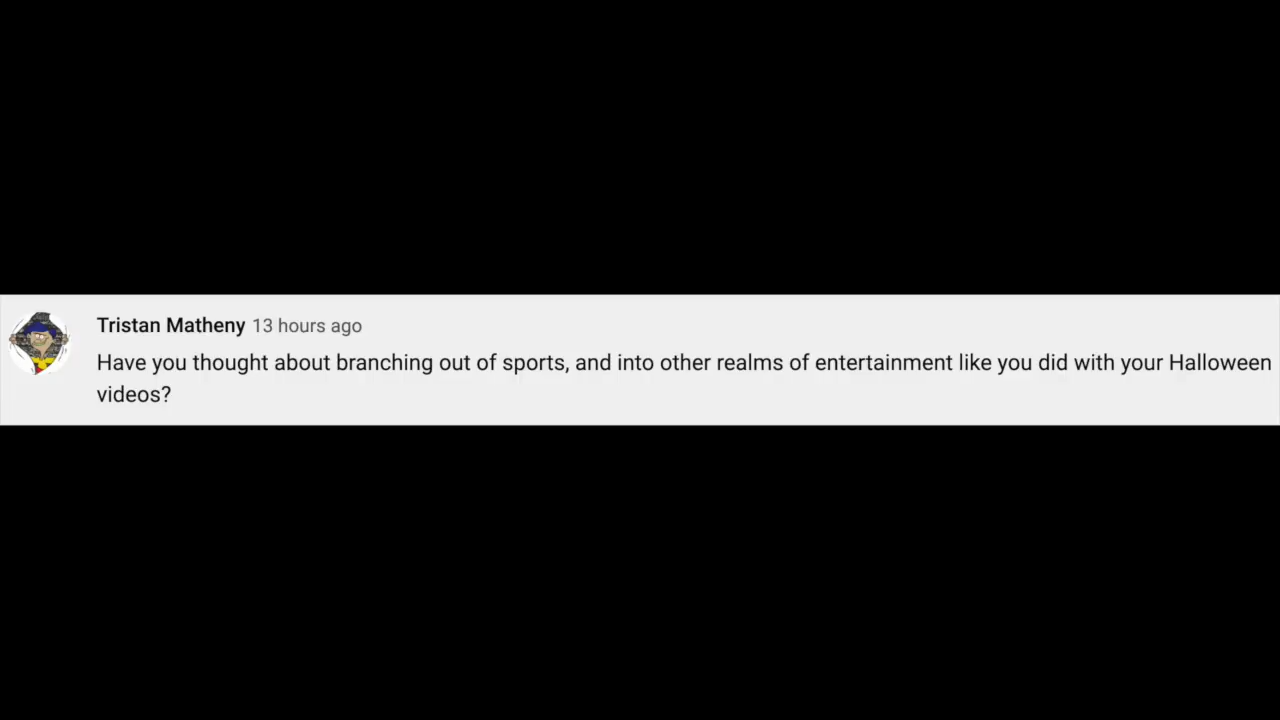 Tristan Matheny 13 hours ago
Have you thought about branching out of sports, and into other realms of entertainment like you did with your Halloween
videos?